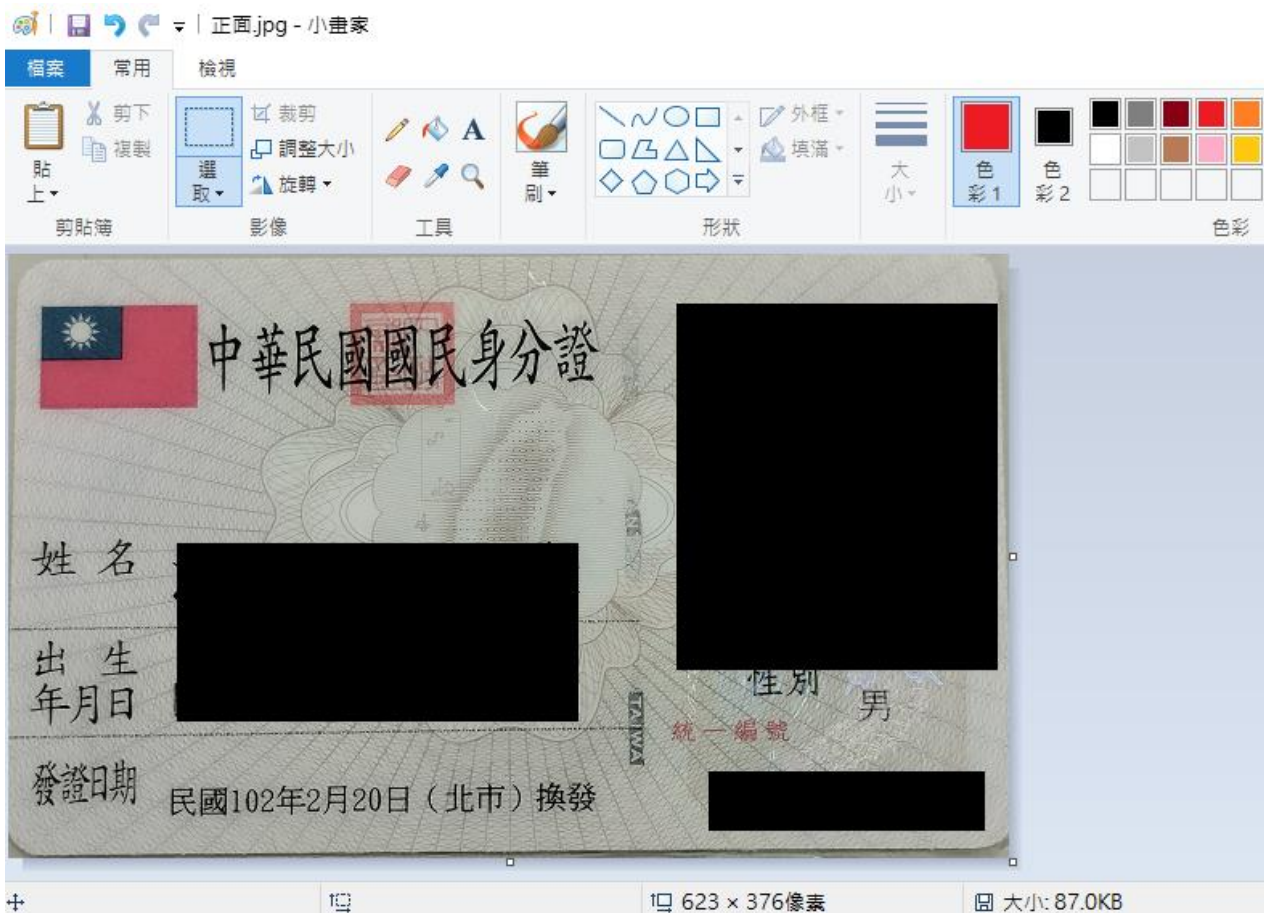 正面.jpg - 小畫家
檔案 常用 檢視
貼上
剪下
複製
剪貼簿
選取
裁剪
調整大小
旋轉
影像
A
工具
筆刷
外框
填滿
形狀
大小
色彩 1
色彩 2
色彩
中華民國國民身分證
姓名
出生
年月日
性別 男
統一編號
TAIWA
發證日期 民國102年2月20日（北市）換發
623 × 376像素
大小: 87.0KB